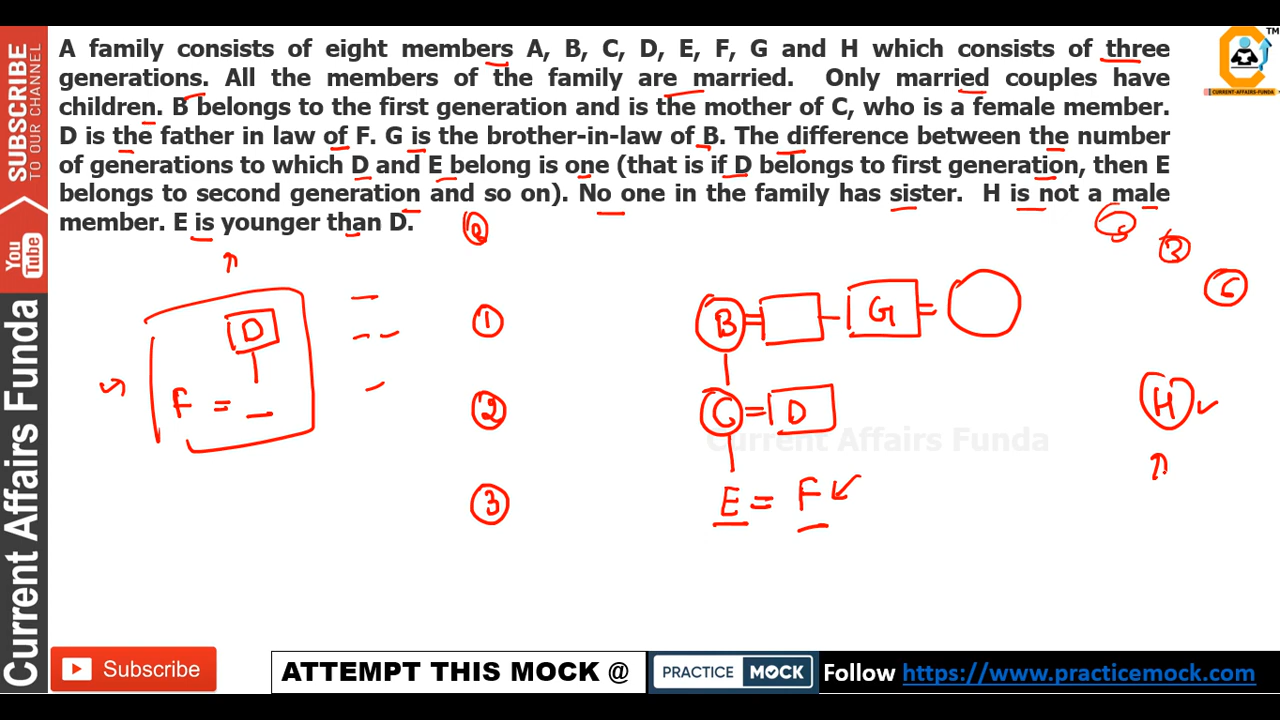 A family consists of eight members A, B, C, D, E, F, G and H which consists of three
generations. All the members of the family are married. Only married couples have
children. B belongs to the first generation and is the mother of C, who is a female member.
D is the father in law of F. G is the brother-in-law of B. The difference between the number
of generations to which D and E belong is one (that is if D belongs to first generation, then E
belongs to second generation and so on). No one in the family has sister. H is not a male
member. E is younger than D.
TM
CURRENT-AFFAIRS-FUNDA
SUBSCRIBE
TO OUR CHANNEL
You
Tube
Current Affairs Funda
D
F =
1
2
3
B = - G =
C = D
E = F
H
Current Affairs Funda
Subscribe
ATTEMPT THIS MOCK @
PRACTICE MOCK
Follow https://www.practicemock.com